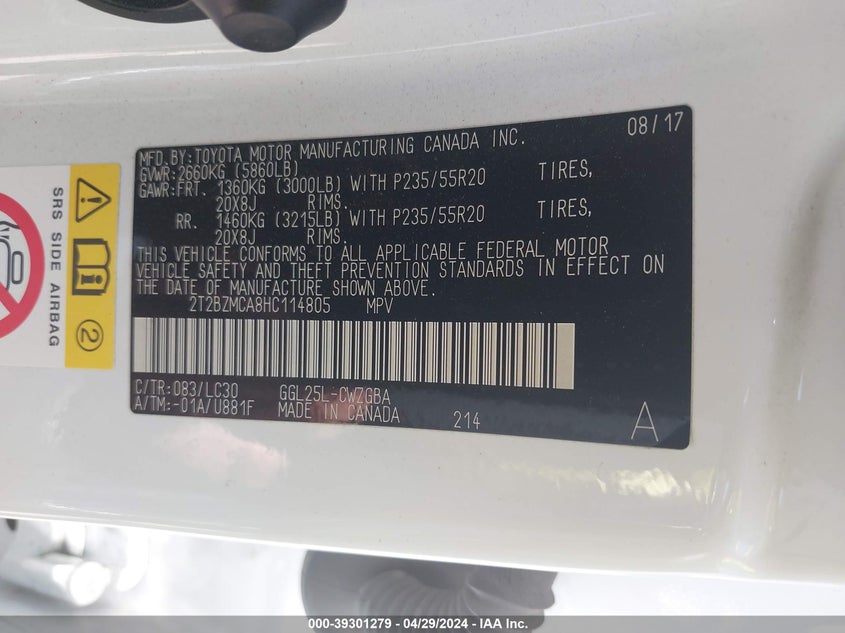 MFD.BY:TOYOTA MOTOR MANUFACTURING CANADA INC. 08/17
GVWR:2660KG (5860LB)
GAWR:FRT. 1360KG (3000LB) WITH P235/55R20 TIRES,
20X8J RIMS.
RR. 1460KG (3215LB) WITH P235/55R20 TIRES,
20X8J RIMS.
THIS VEHICLE CONFORMS TO ALL APPLICABLE FEDERAL MOTOR
VEHICLE SAFETY AND THEFT PREVENTION STANDARDS IN EFFECT ON
THE DATE OF MANUFACTURE SHOWN ABOVE.
2T2BZMCA8HC114805 MPV
C/TR:083/LC30 GGL25L-CWZGBA
A/TM:-01A/U881F MADE IN CANADA 214 A
SRS SIDE AIRBAG
2
000-39301279 - 04/29/2024 - IAA Inc.